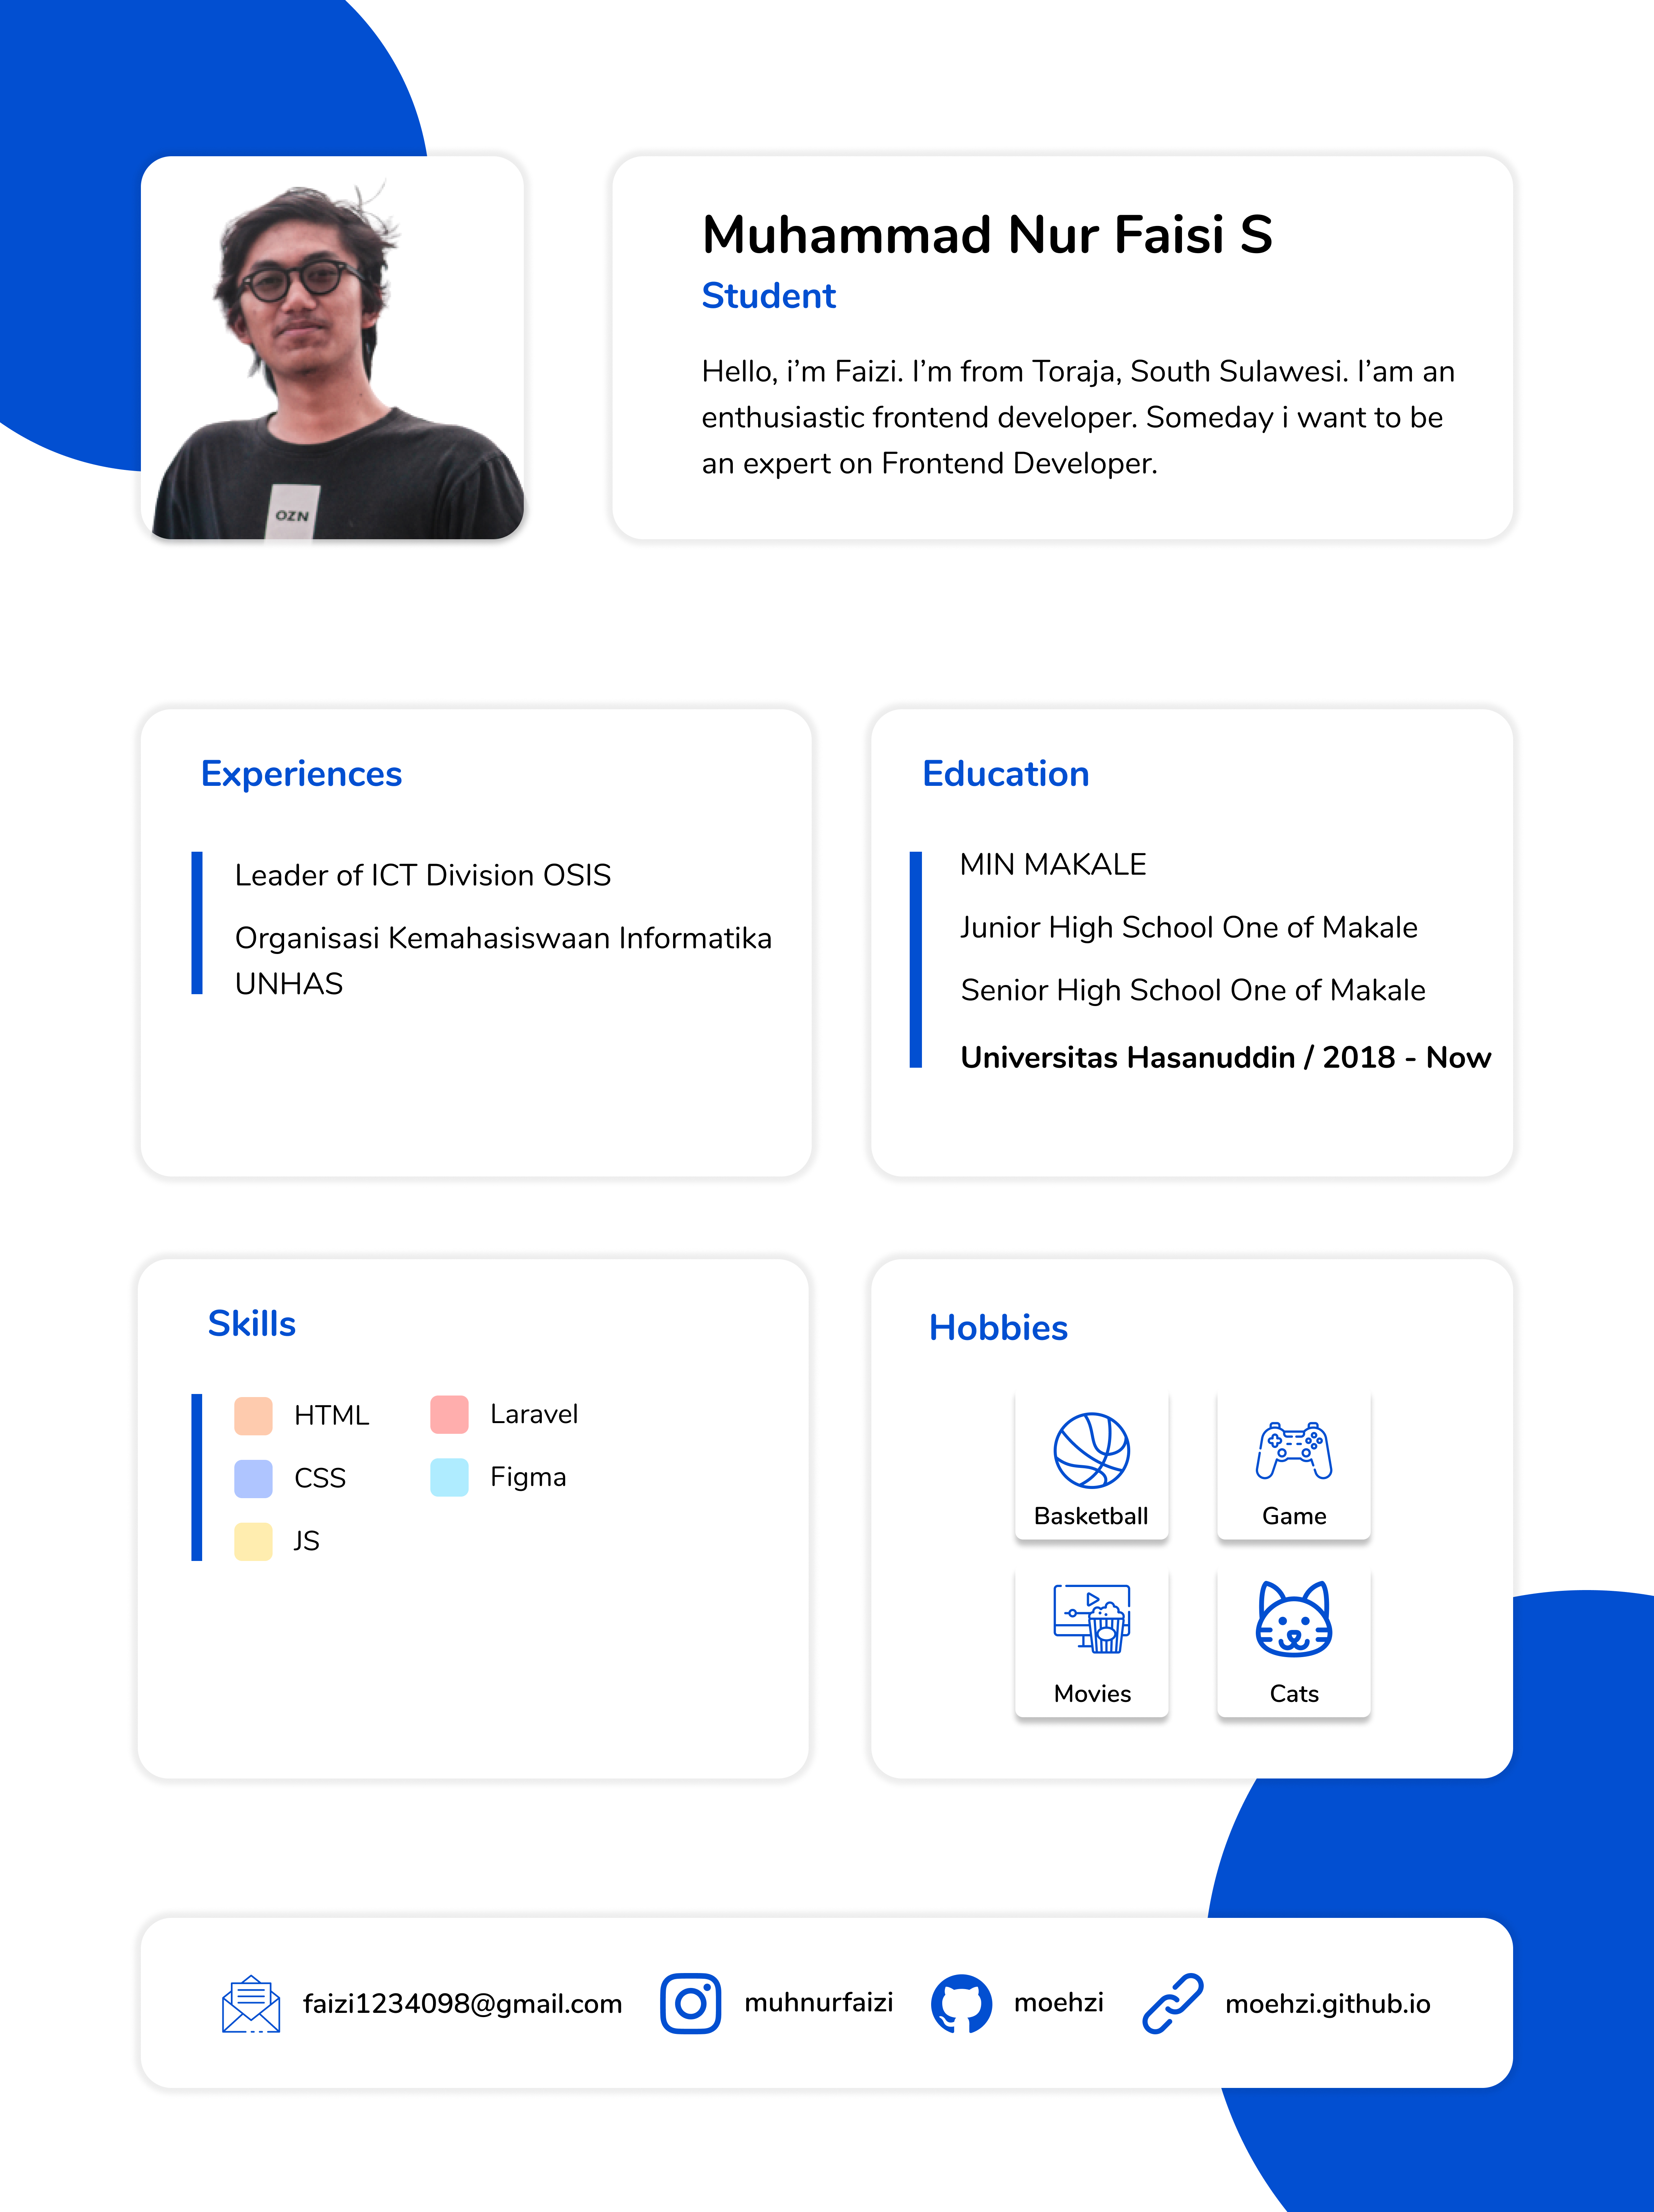 OZN
Muhammad Nur Faisi S
Student
Hello, i’m Faizi. I’m from Toraja, South Sulawesi. I’am an
enthusiastic frontend developer. Someday i want to be
an expert on Frontend Developer.
Experiences
Leader of ICT Division OSIS
Organisasi Kemahasiswaan Informatika
UNHAS
Education
MIN MAKALE
Junior High School One of Makale
Senior High School One of Makale
Universitas Hasanuddin / 2018 - Now
Skills
HTML
CSS
JS
Laravel
Figma
Hobbies
Basketball
Game
Movies
Cats
faizi1234098@gmail.com
muhnurfaizi
moehzi
moehzi.github.io